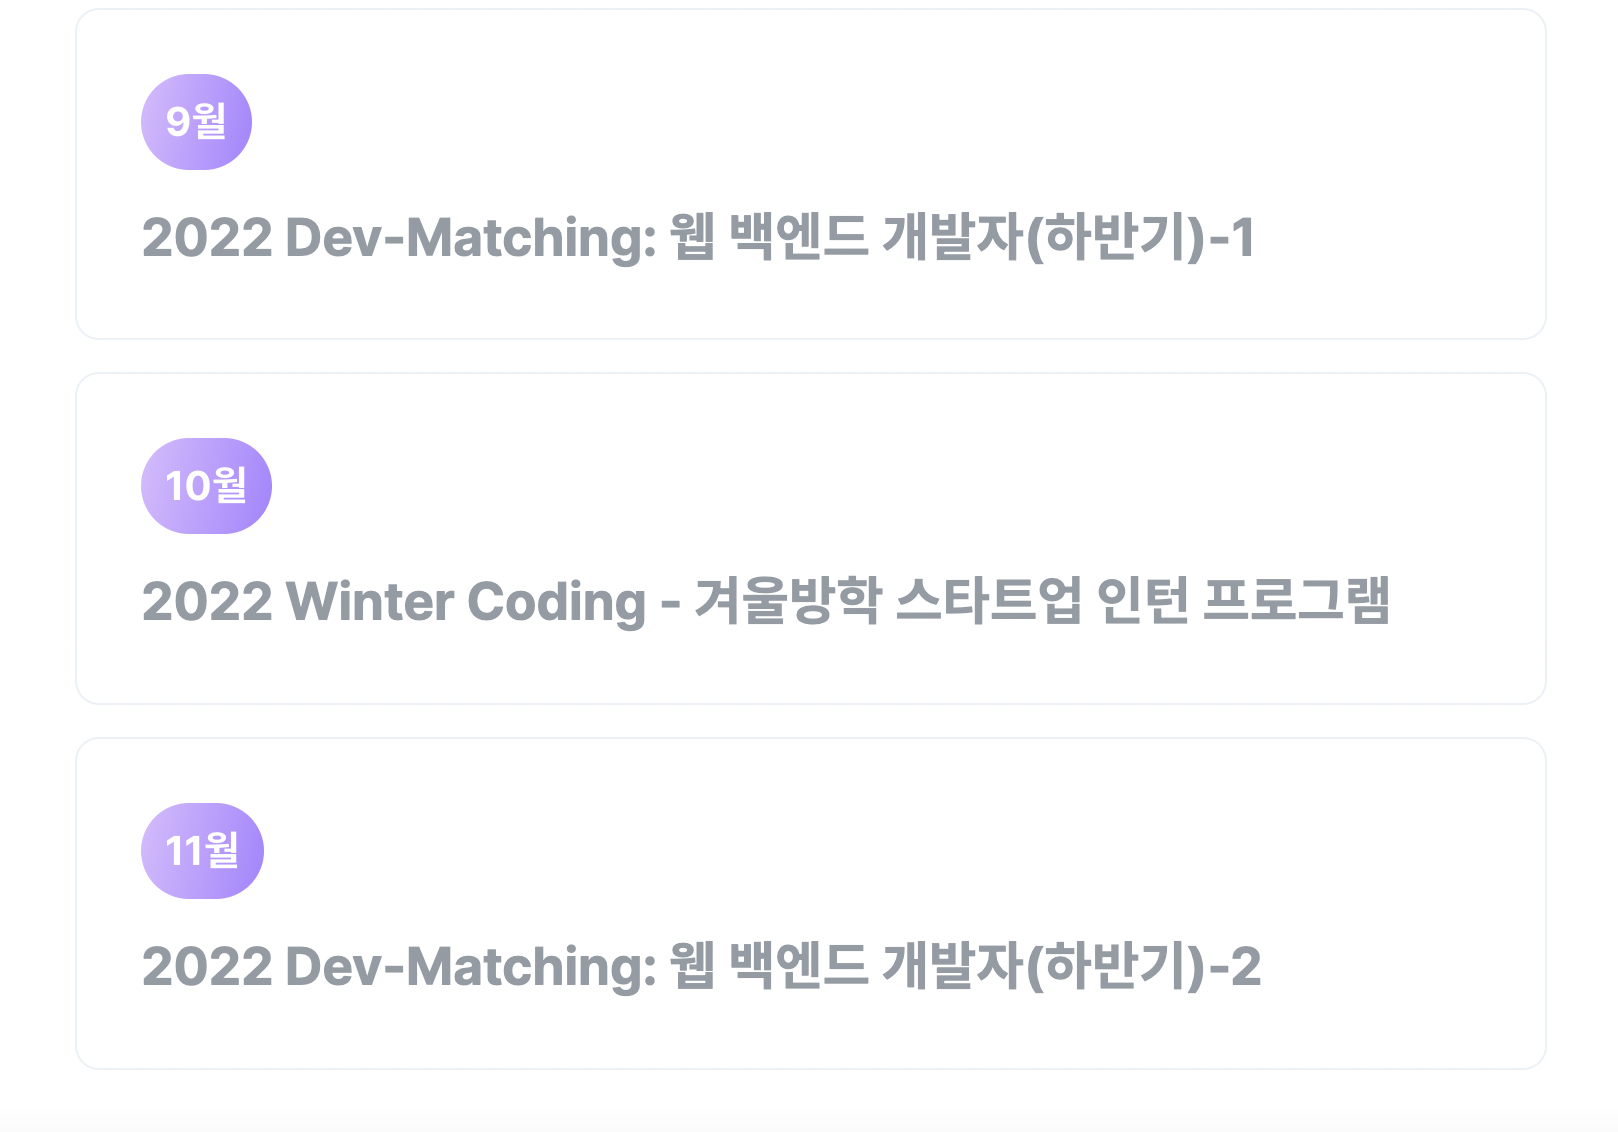 9월
2022 Dev-Matching: 웹 백엔드 개발자(하반기)-1
10월
2022 Winter Coding - 겨울방학 스타트업 인턴 프로그램
11월
2022 Dev-Matching: 웹 백엔드 개발자(하반기)-2